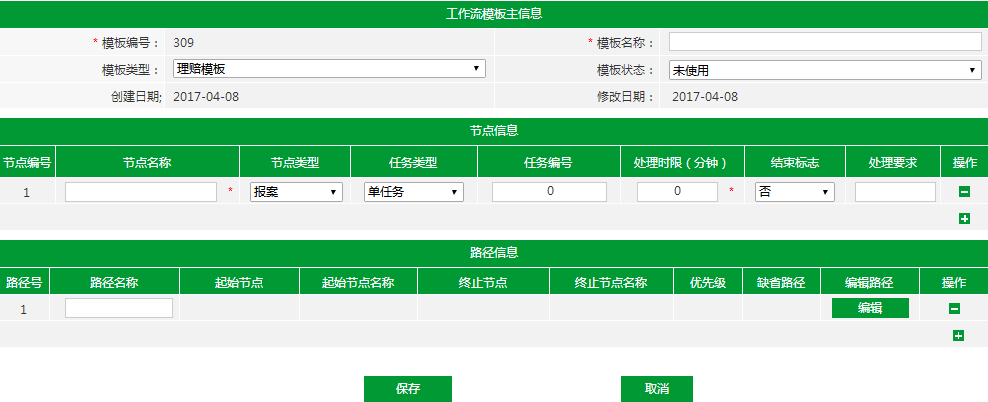 工作流模板主信息
* 模板编号： 309 * 模板名称：
模板类型： 理赔模板 模板状态： 未使用
创建日期; 2017-04-08 修改日期： 2017-04-08
节点信息
节点编号 节点名称 节点类型 任务类型 任务编号 处理时限（分钟） 结束标志 处理要求 操作
1 * 报案 单任务 0 0 * 否
路径信息
路径号 路径名称 起始节点 起始节点名称 终止节点 终止节点名称 优先级 缺省路径 编辑路径 操作
1 编辑
保存 取消